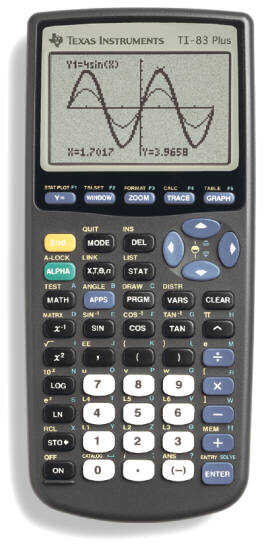 TEXAS INSTRUMENTS TI-83 Plus
Y1=4sin(X)
X=1.7017 Y=3.9658
STAT PLOT F1 TBLSET F2 FORMAT F3 CALC F4 TABLE F5
Y= WINDOW ZOOM TRACE GRAPH
QUIT INS
2nd MODE DEL
A-LOCK LINK LIST
ALPHA X,T,θ,n STAT
TEST A ANGLE B DRAW C DISTR
MATH APPS PRGM VARS CLEAR
MATRX D SIN⁻¹ E COS⁻¹ F TAN⁻¹ G π H
x⁻¹ SIN COS TAN ^
√ I EE J { K } L e M
x² , ( ) ÷
10ˣ N u O v P w Q [ R
LOG 7 8 9 ×
eˣ S L4 T L5 U L6 V ] W
LN 4 5 6 −
RCL X L1 Y L2 Z L3 θ MEM "
STO▸ 1 2 3 +
OFF CATALOG i ANS ? ENTRY SOLVE
ON 0 . (−) ENTER